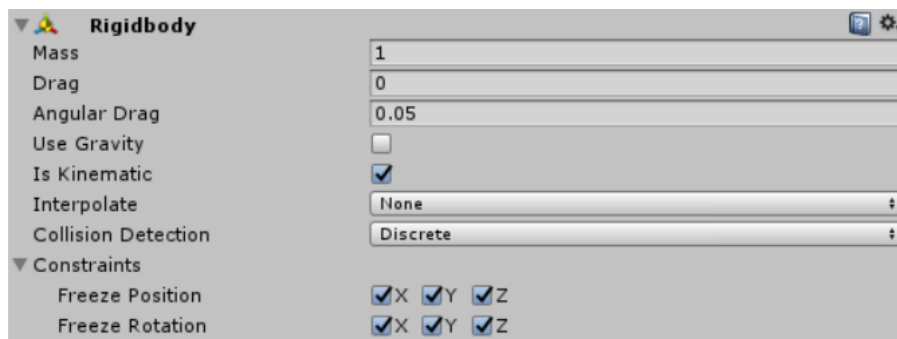 Rigidbody
Mass 1
Drag 0
Angular Drag 0.05
Use Gravity
Is Kinematic
Interpolate None
Collision Detection Discrete
Constraints
Freeze Position X Y Z
Freeze Rotation X Y Z